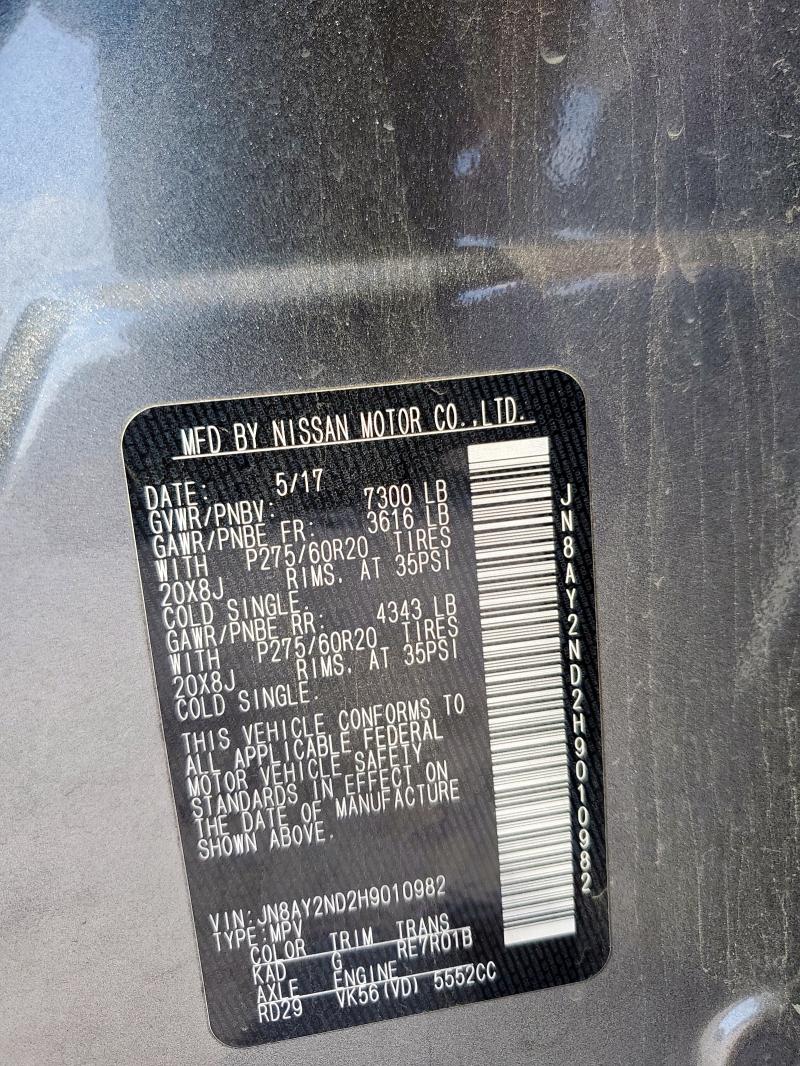 MFD BY NISSAN MOTOR CO.,LTD.
DATE: 5/17
GVWR/PNBV: 7300 LB
GAWR/PNBE FR: 3616 LB
WITH P275/60R20 TIRES
20X8J RIMS, AT 35PSI
COLD SINGLE.
GAWR/PNBE RR: 4343 LB
WITH P275/60R20 TIRES
20X8J RIMS, AT 35PSI
COLD SINGLE.
THIS VEHICLE CONFORMS TO
ALL APPLICABLE FEDERAL
MOTOR VEHICLE SAFETY
STANDARDS IN EFFECT ON
THE DATE OF MANUFACTURE
SHOWN ABOVE.
VIN:JN8AY2ND2H9010982
TYPE:MPV
COLOR TRIM TRANS
KAD G RE7R01B
AXLE ENGINE
RD29 VK56(VD) 5552CC
JN8AY2ND2H9010982